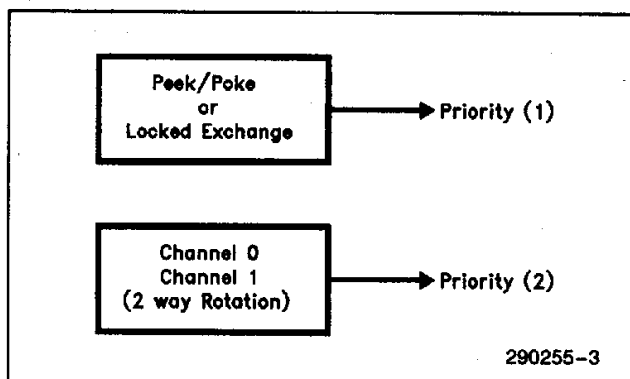 Peek/Poke
or
Locked Exchange
Priority (1)
Channel 0
Channel 1
(2 way Rotation)
Priority (2)
290255-3